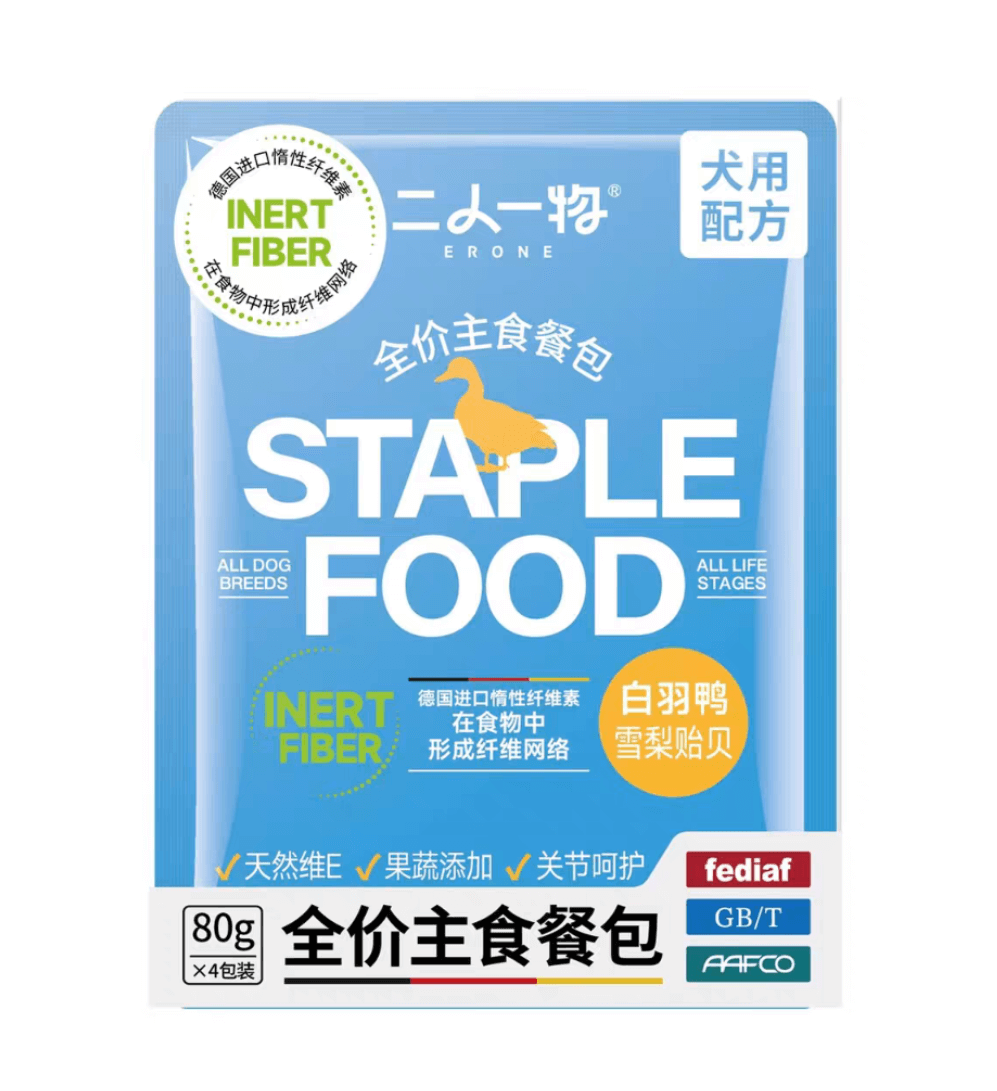 德国进口惰性纤维素
INERT
FIBER
在食物中形成纤维网络
二人一物®
ERONE
犬用
配方
全价主食餐包
STAPLE
FOOD
ALL DOG
BREEDS
ALL LIFE
STAGES
INERT
FIBER
德国进口惰性纤维素
在食物中
形成纤维网络
白羽鸭
雪梨贻贝
✓天然维E ✓果蔬添加 ✓关节呵护
80g
×4包装
全价主食餐包
fediaf
GB/T
AAFCO